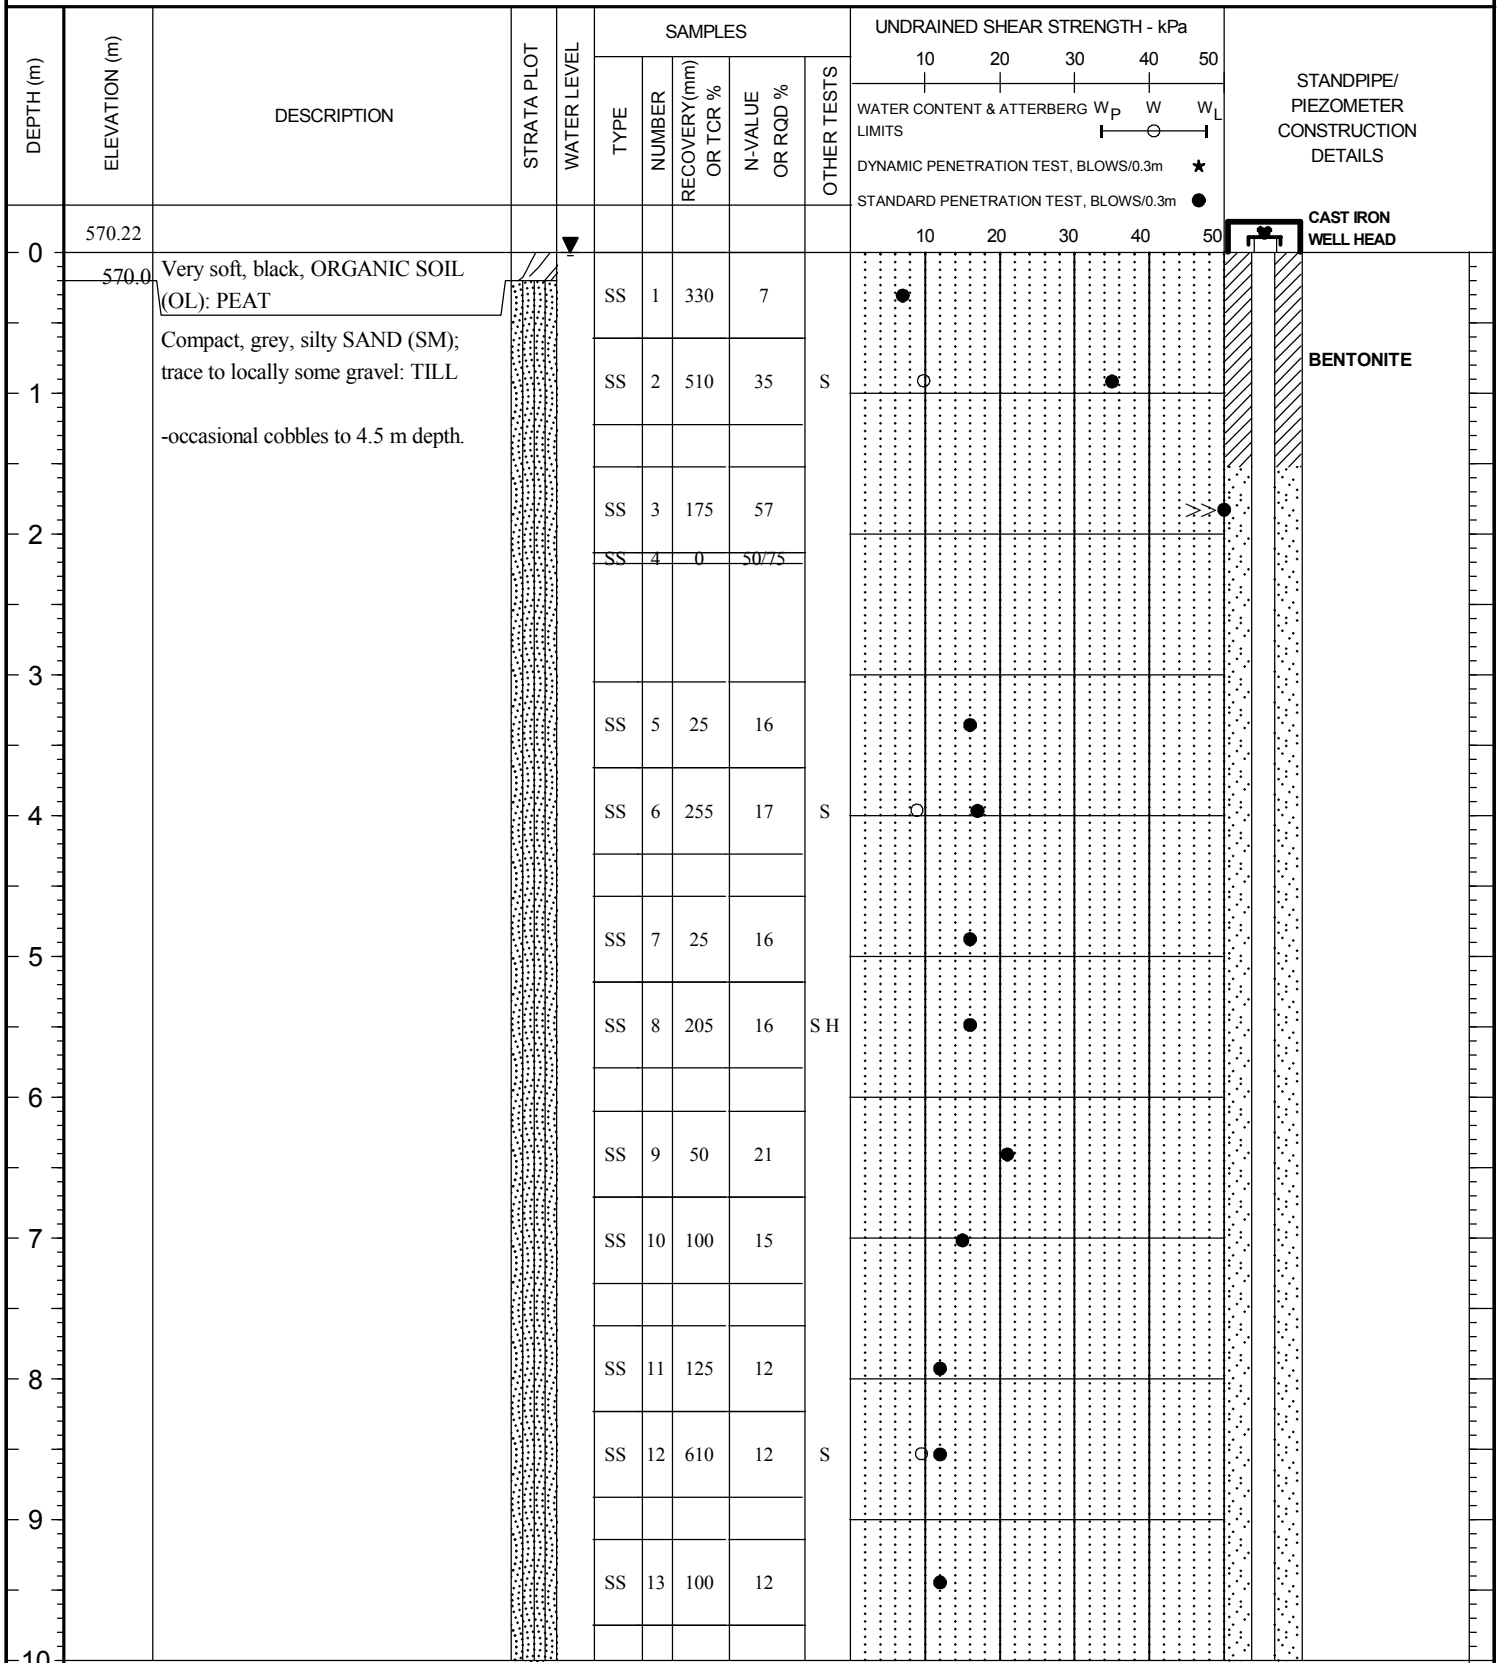 DEPTH (m)
ELEVATION (m)
DESCRIPTION
STRATA PLOT
WATER LEVEL
SAMPLES
TYPE
NUMBER
RECOVERY(mm)
OR TCR %
N-VALUE
OR RQD %
OTHER TESTS
UNDRAINED SHEAR STRENGTH - kPa
10 20 30 40 50
WATER CONTENT & ATTERBERG WP W WL
LIMITS
DYNAMIC PENETRATION TEST, BLOWS/0.3m ★
STANDARD PENETRATION TEST, BLOWS/0.3m ●
10 20 30 40 50
STANDPIPE/
PIEZOMETER
CONSTRUCTION
DETAILS
CAST IRON
WELL HEAD
570.22
0
570.0
Very soft, black, ORGANIC SOIL
(OL): PEAT
SS 1 330 7
Compact, grey, silty SAND (SM);
trace to locally some gravel: TILL
BENTONITE
SS 2 510 35 S
1
-occasional cobbles to 4.5 m depth.
SS 3 175 57
>>
2
SS 4 0 50/75
3
SS 5 25 16
SS 6 255 17 S
4
SS 7 25 16
5
SS 8 205 16 S H
6
SS 9 50 21
7
SS 10 100 15
SS 11 125 12
8
SS 12 610 12 S
9
SS 13 100 12
10